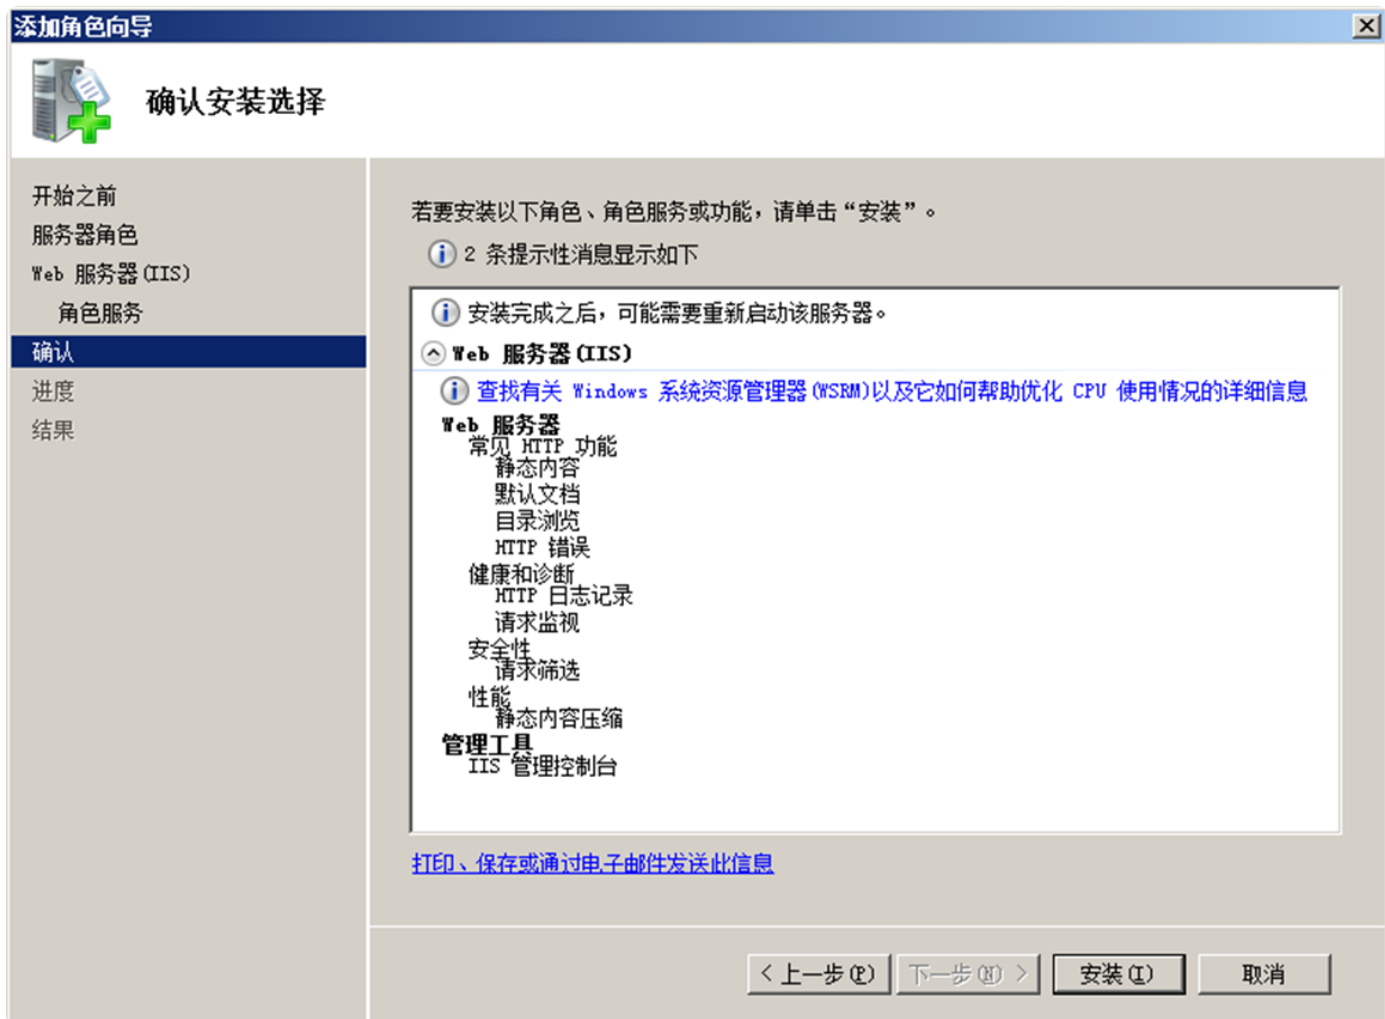 添加角色向导
确认安装选择
开始之前
服务器角色
Web 服务器(IIS)
角色服务
确认
进度
结果
若要安装以下角色、角色服务或功能，请单击“安装”。
2 条提示性消息显示如下
安装完成之后，可能需要重新启动该服务器。
Web 服务器(IIS)
查找有关 Windows 系统资源管理器(WSRM)以及它如何帮助优化 CPU 使用情况的详细信息
Web 服务器
常见 HTTP 功能
静态内容
默认文档
目录浏览
HTTP 错误
健康和诊断
HTTP 日志记录
请求监视
安全性
请求筛选
性能
静态内容压缩
管理工具
IIS 管理控制台
打印、保存或通过电子邮件发送此信息
< 上一步(P) 下一步(N) > 安装(I) 取消